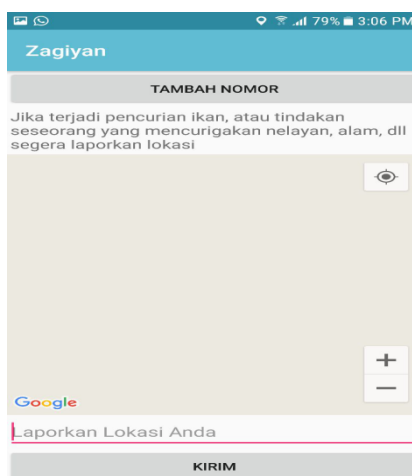 79% 3:06 PM
Zagiyan
TAMBAH NOMOR
Jika terjadi pencurian ikan, atau tindakan
seseorang yang mencurigakan nelayan, alam, dll
segera laporkan lokasi
Google
Laporkan Lokasi Anda
KIRIM